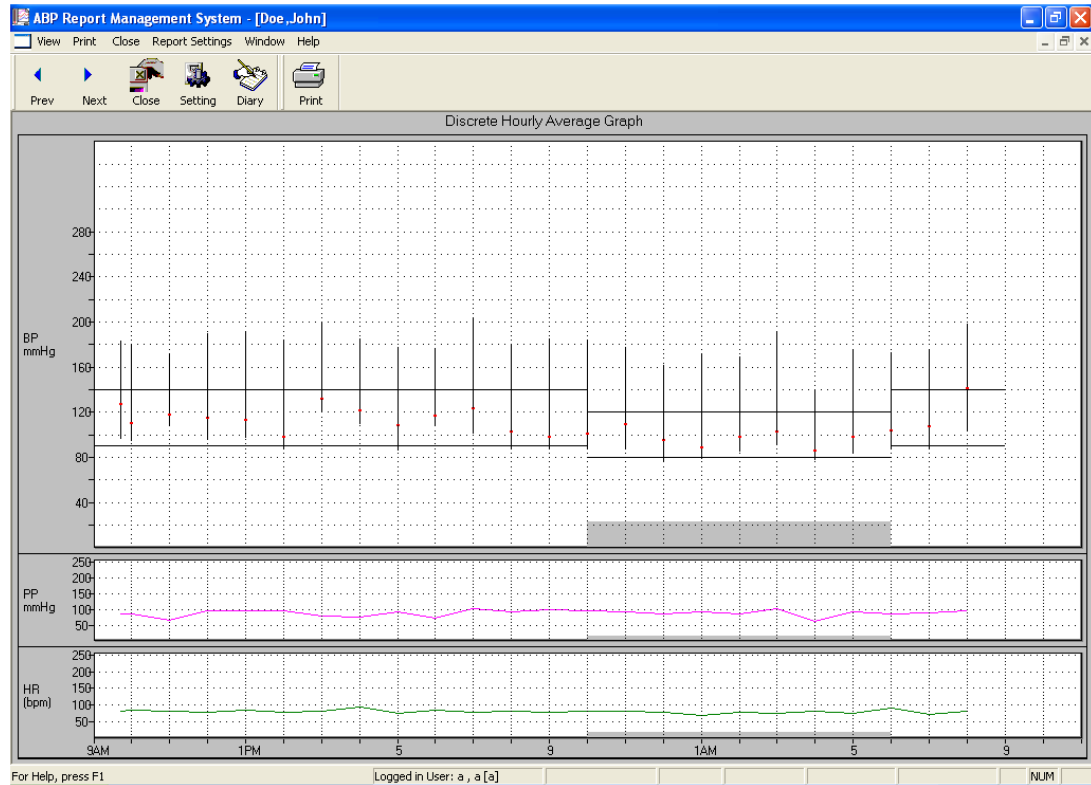 ABP Report Management System - [Doe,John]
View Print Close Report Settings Window Help
Prev Next Close Setting Diary Print
Discrete Hourly Average Graph
280
240
200
BP
mmHg
160
120
80
40
250
200
PP
mmHg
150
100
50
250
200
HR
(bpm)
150
100
50
9AM 1PM 5 9 1AM 5 9
For Help, press F1 Logged in User: a , a [a] NUM